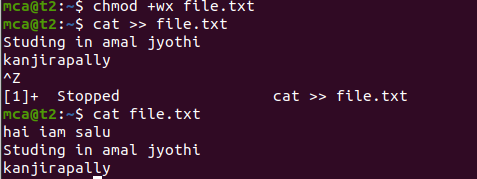 mca@t2:~$ chmod +wx file.txt
mca@t2:~$ cat >> file.txt
Studing in amal jyothi
kanjirapally
^Z
[1]+  Stopped                 cat >> file.txt
mca@t2:~$ cat file.txt
hai iam salu
Studing in amal jyothi
kanjirapally